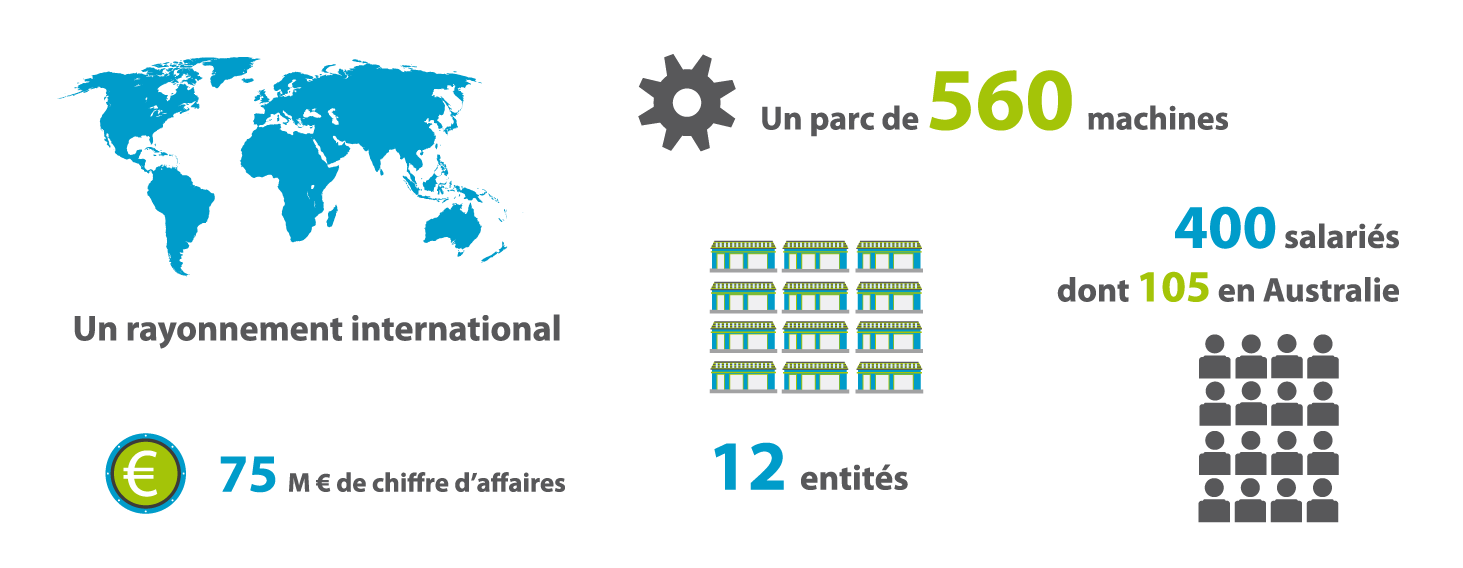 Un parc de 560 machines
400 salariés
dont 105 en Australie
Un rayonnement international
€ 75 M € de chiffre d’affaires
12 entités